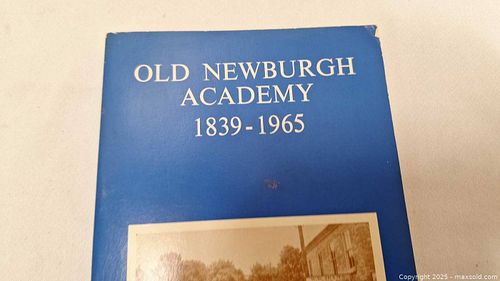 OLD NEWBURGH
ACADEMY
1839-1965
Copyright © 2025 - maxsold.com